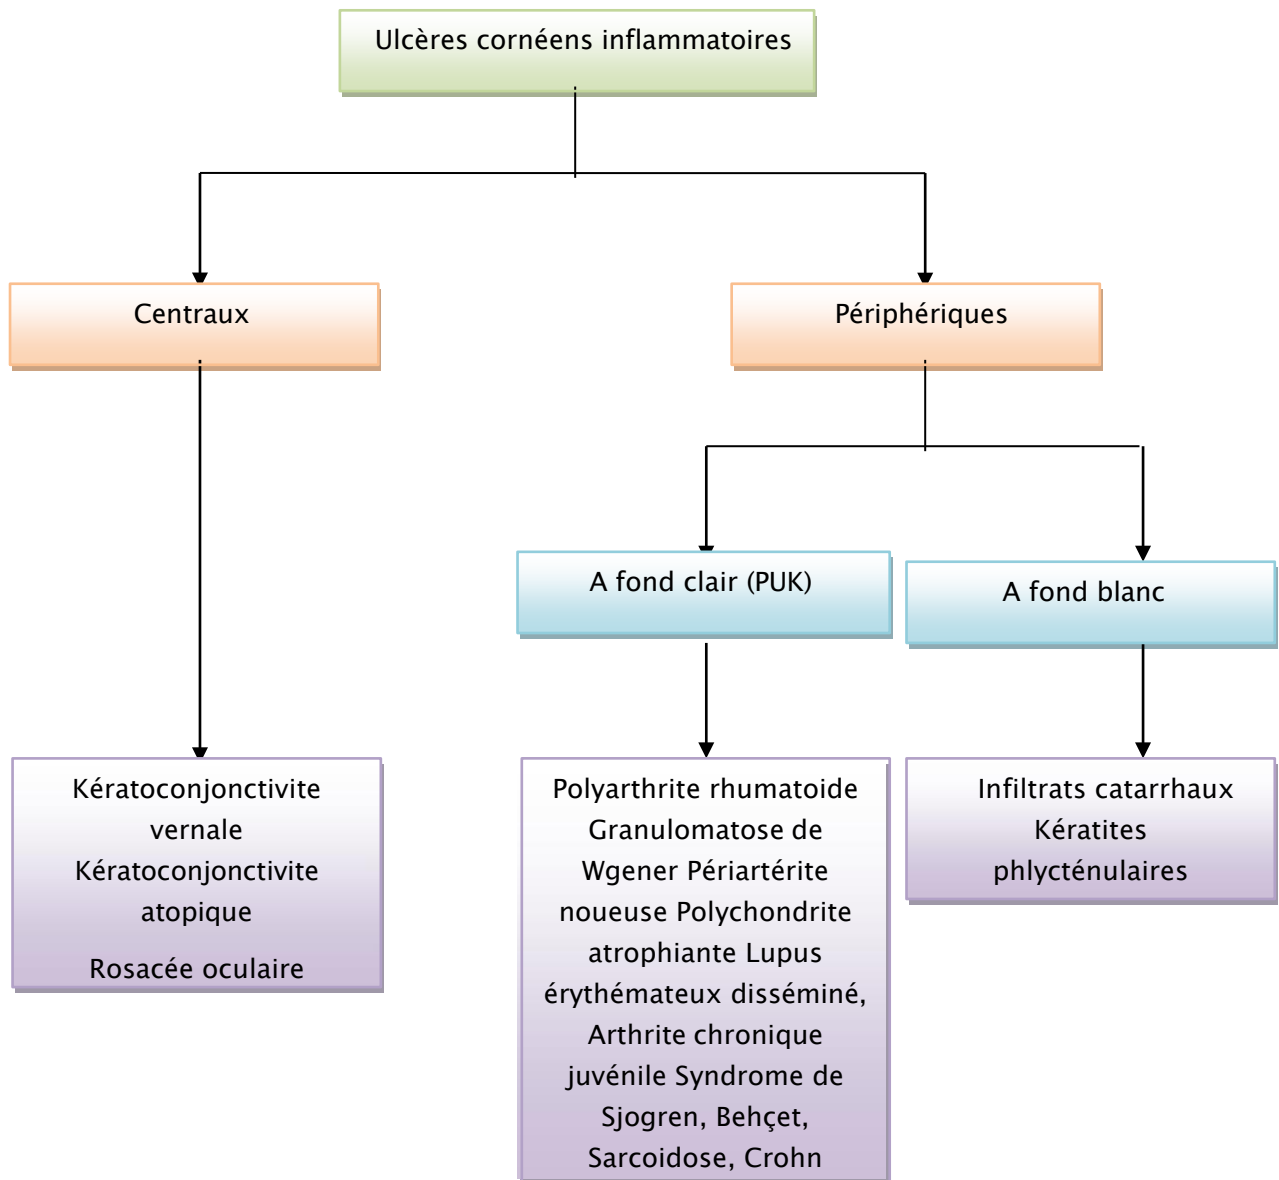 Ulcères cornéens inflammatoires
Centraux
Périphériques
A fond clair (PUK)
A fond blanc
Kératoconjonctivite
vernale
Kératoconjonctivite
atopique
Rosacée oculaire
Polyarthrite rhumatoide
Granulomatose de
Wgener Périartérite
noueuse Polychondrite
atrophiante Lupus
érythémateux disséminé,
Arthrite chronique
juvénile Syndrome de
Sjogren, Behçet,
Sarcoidose, Crohn
Infiltrats catarrhaux
Kératites
phlycténulaires